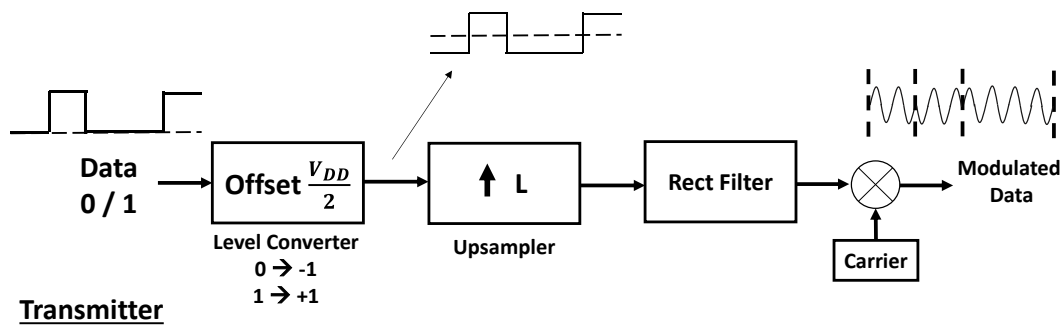 Data
0 / 1
Offset V_DD/2
Level Converter
0 → -1
1 → +1
↑ L
Upsampler
Rect Filter
Carrier
Modulated
Data
Transmitter